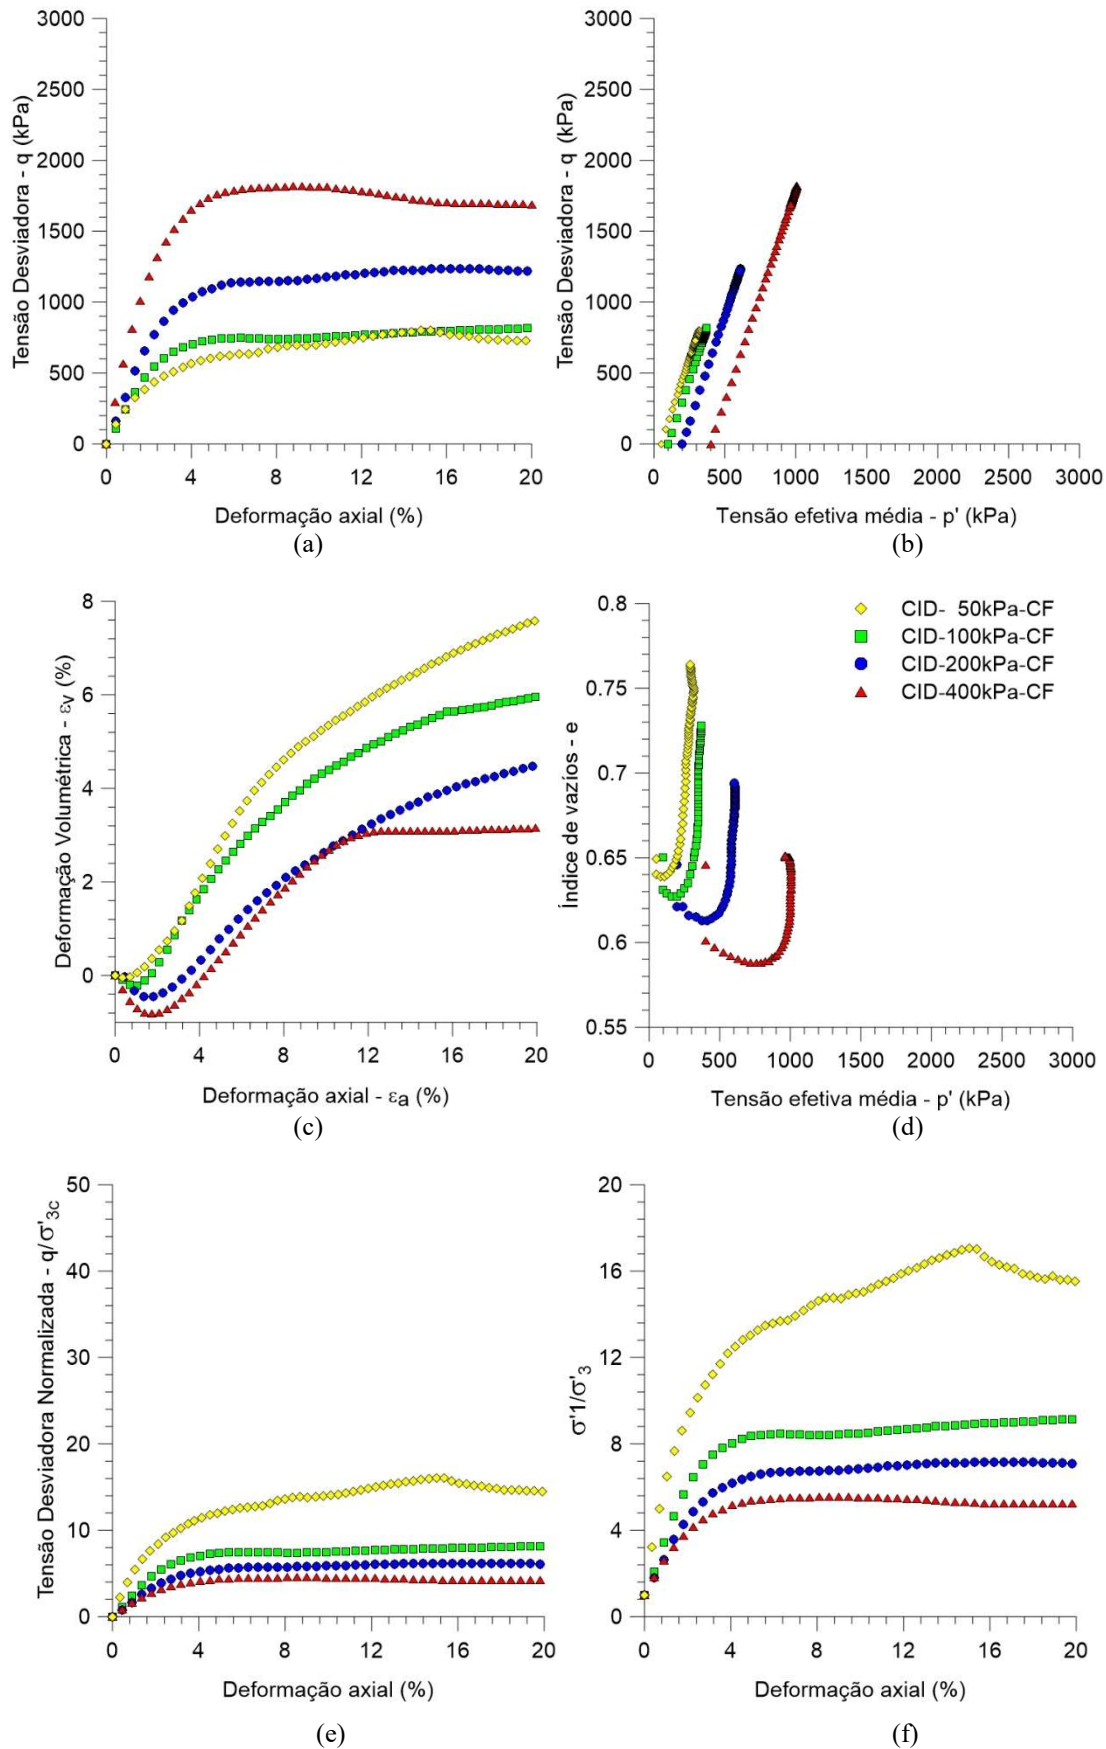 3000
2500
2000
1500
1000
500
0
Tensão Desviadora - q (kPa)
0 4 8 12 16 20
Deformação axial (%)
(a)
3000
2500
2000
1500
1000
500
0
Tensão Desviadora - q (kPa)
0 500 1000 1500 2000 2500 3000
Tensão efetiva média - p' (kPa)
(b)
8
6
4
2
0
Deformação Volumétrica - εv (%)
0 4 8 12 16 20
Deformação axial - εa (%)
(c)
0.8
0.75
0.7
0.65
0.6
0.55
Índice de vazíos - e
CID- 50kPa-CF
CID-100kPa-CF
CID-200kPa-CF
CID-400kPa-CF
0 500 1000 1500 2000 2500 3000
Tensão efetiva média - p' (kPa)
(d)
50
40
30
20
10
0
Tensão Desviadora Normalizada - q/σ'3c
0 4 8 12 16 20
Deformação axial (%)
(e)
20
16
12
8
4
0
σ'1/σ'3
0 4 8 12 16 20
Deformação axial (%)
(f)